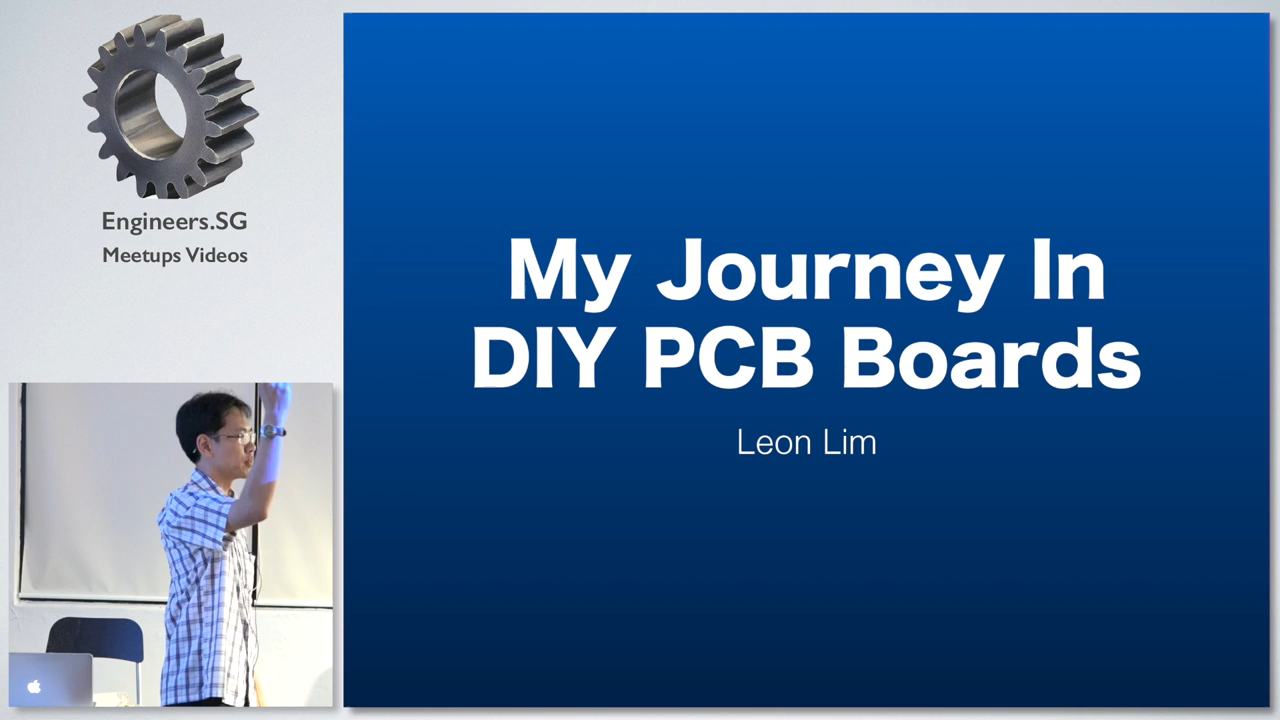 Engineers.SG
Meetups Videos
My Journey In
DIY PCB Boards
Leon Lim